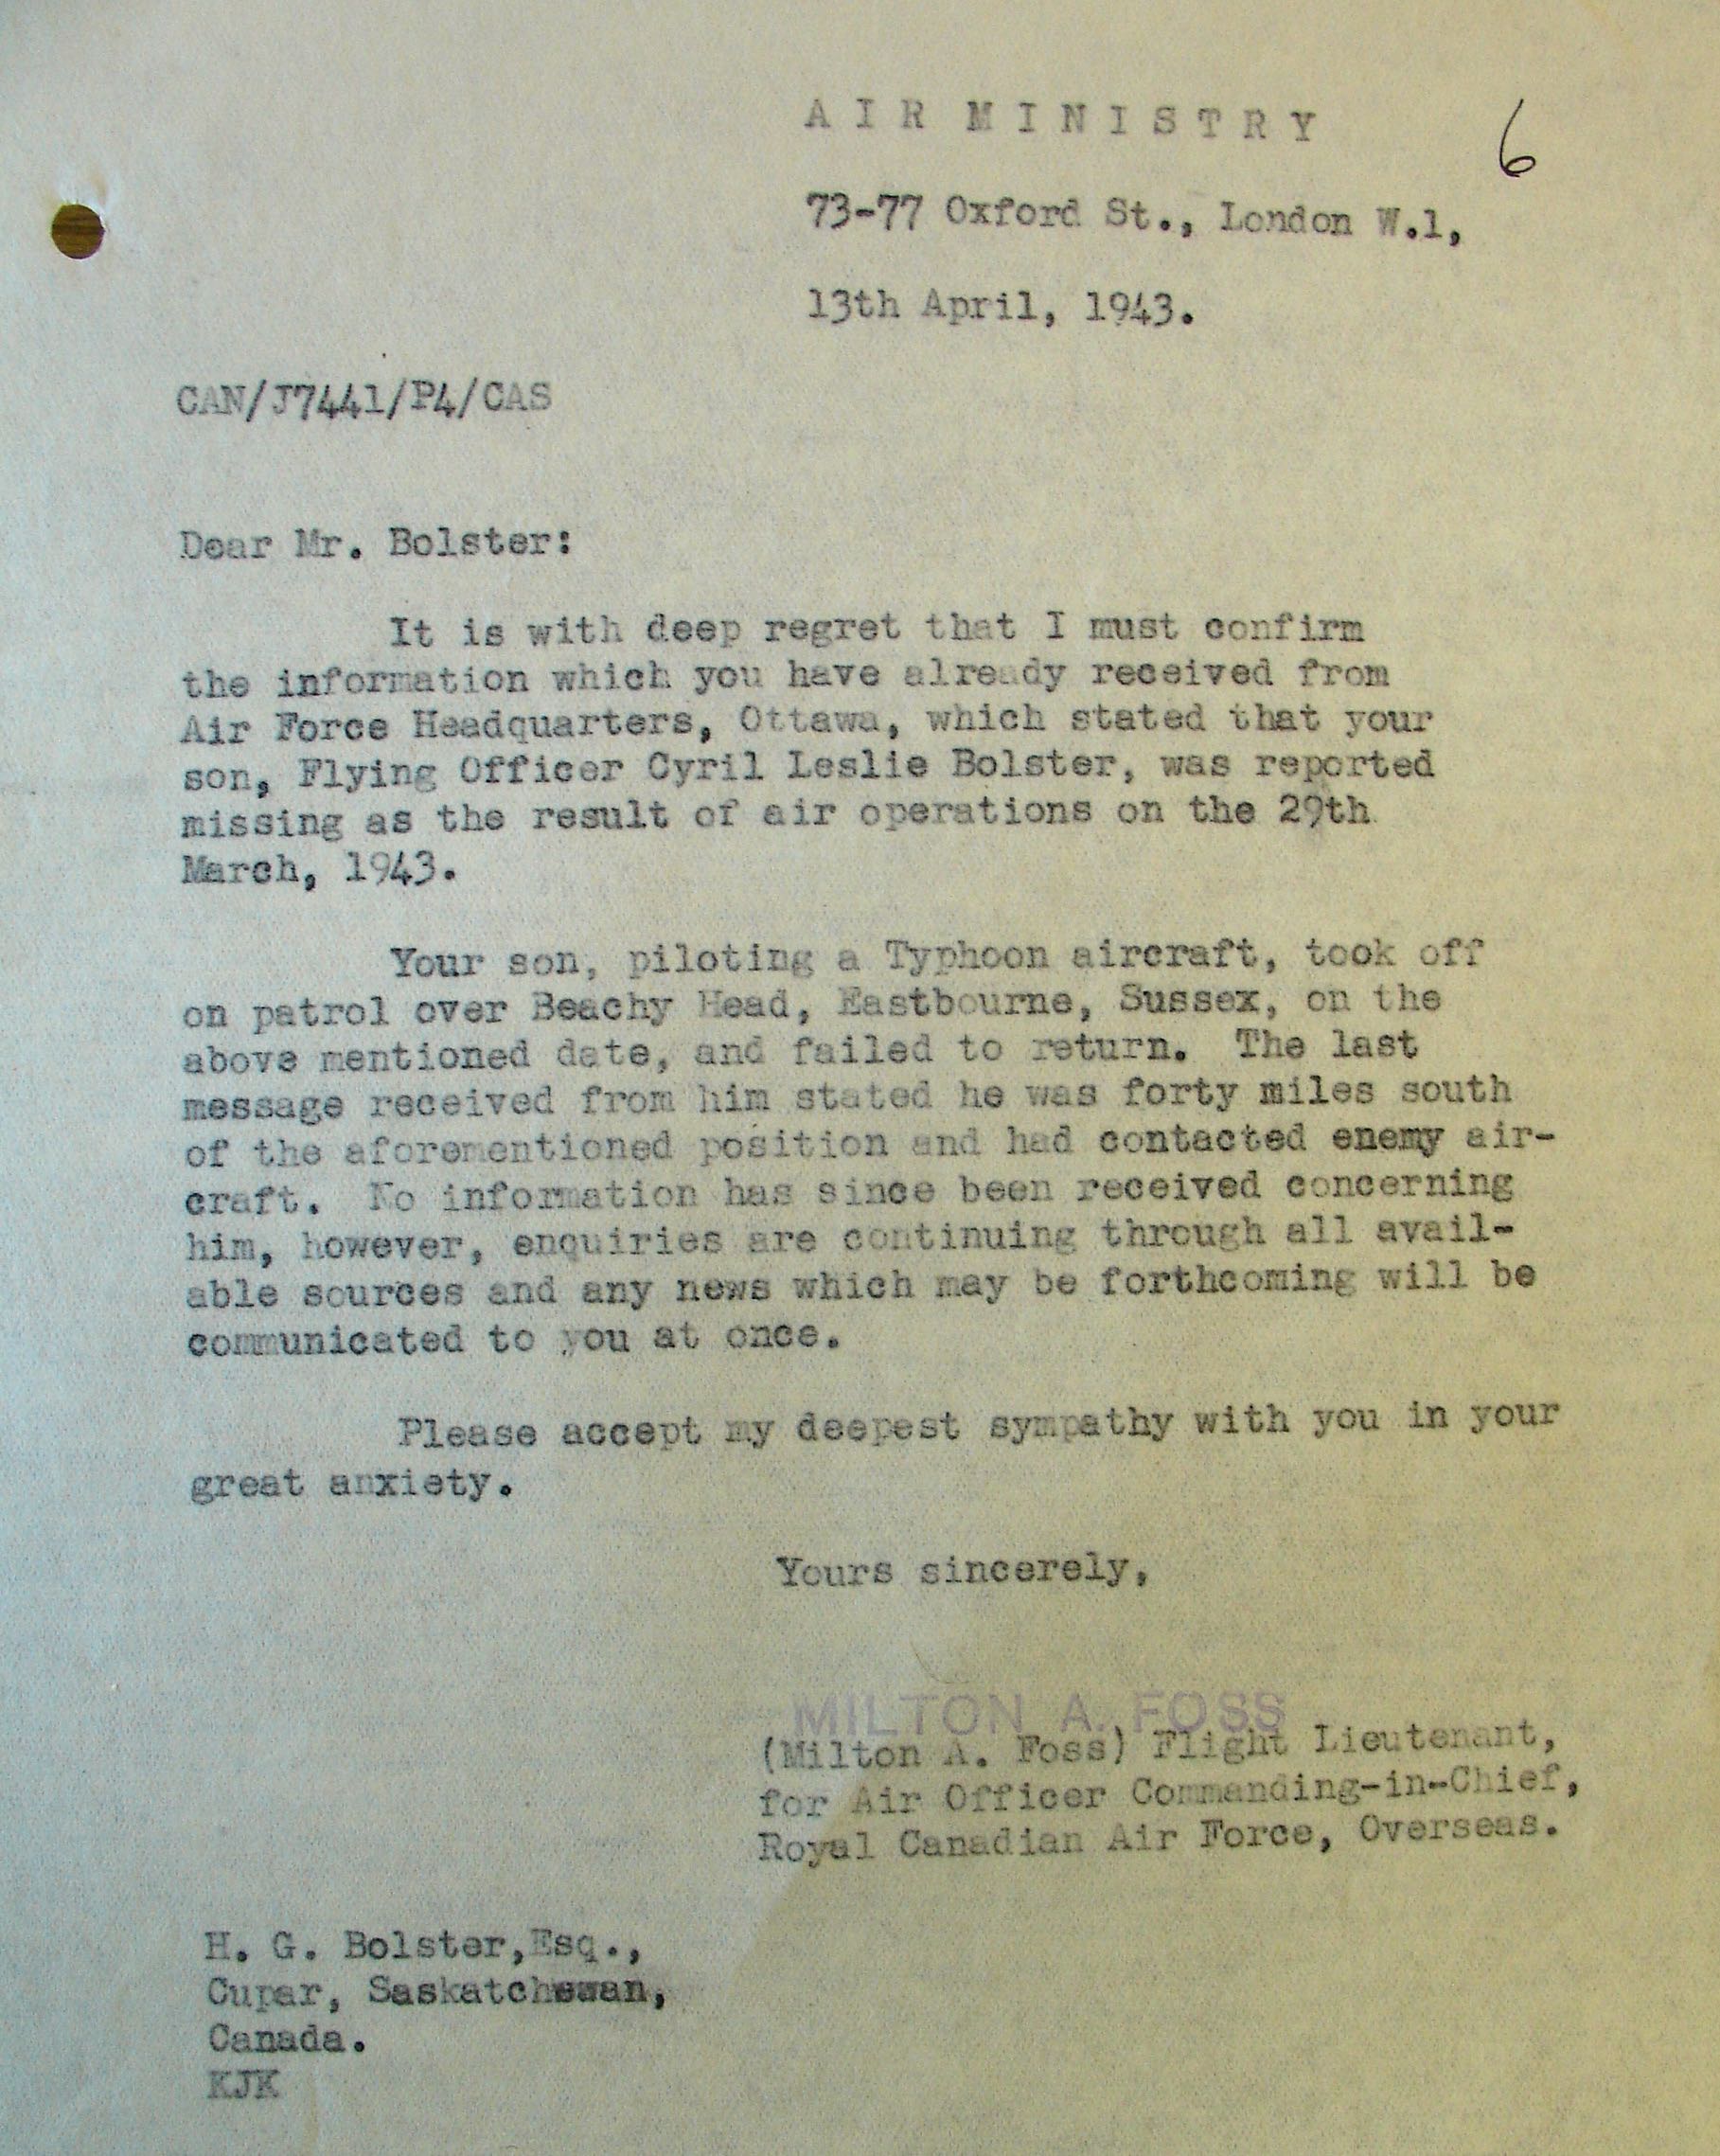 AIR MINISTRY
6
73-77 Oxford St., London W.1,
13th April, 1943.
CAN/J7441/P4/CAS
Dear Mr. Bolster:
It is with deep regret that I must confirm
the information which you have already received from
Air Force Headquarters, Ottawa, which stated that your
son, Flying Officer Cyril Leslie Bolster, was reported
missing as the result of air operations on the 29th
March, 1943.
Your son, piloting a Typhoon aircraft, took off
on patrol over Beachy Head, Eastbourne, Sussex, on the
above mentioned date, and failed to return. The last
message received from him stated he was forty miles south
of the aforementioned position and had contacted enemy air-
craft. No information has since been received concerning
him, however, enquiries are continuing through all avail-
able sources and any news which may be forthcoming will be
communicated to you at once.
Please accept my deepest sympathy with you in your
great anxiety.
Yours sincerely,
MILTON A. FOSS
(Milton A. Foss) Flight Lieutenant,
for Air Officer Commanding-in-Chief,
Royal Canadian Air Force, Overseas.
H. G. Bolster,Esq.,
Cupar, Saskatchewan,
Canada.
KJK